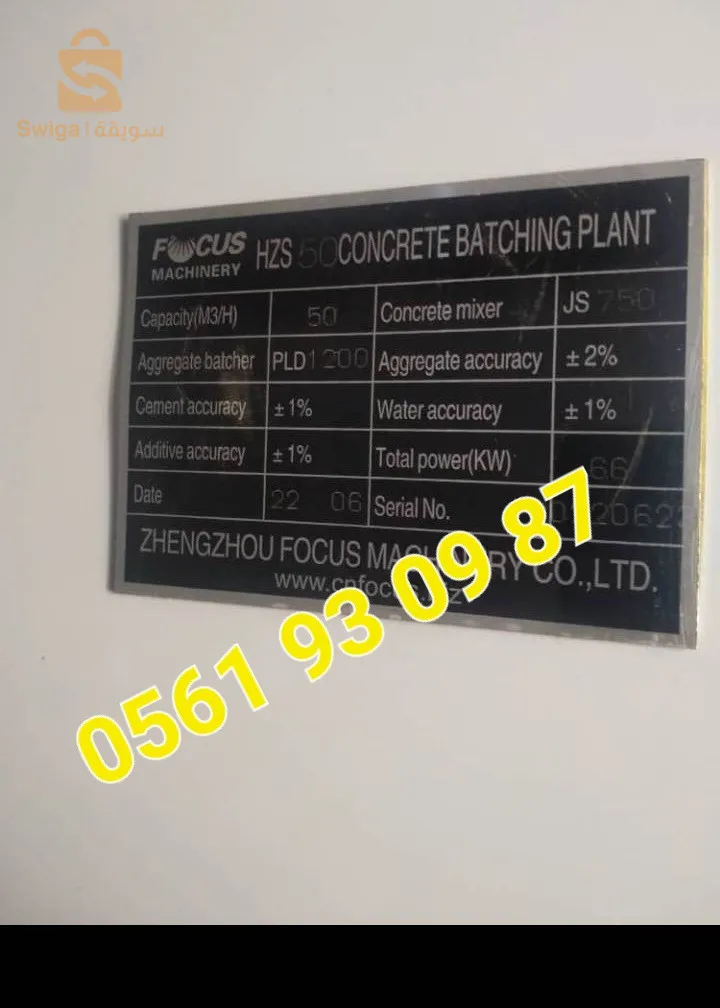 Swiga | سويقة
FOCUS
MACHINERY
HZS 50 CONCRETE BATCHING PLANT
Capacity(M3/H) 50 Concrete mixer JS 750
Aggregate batcher PLD1200 Aggregate accuracy ±2%
Cement accuracy ±1% Water accuracy ±1%
Additive accuracy ±1% Total power(KW) 66
Date 22 06 Serial No.
ZHENGZHOU FOCUS MACHINERY CO.,LTD.
0561 93 09 87